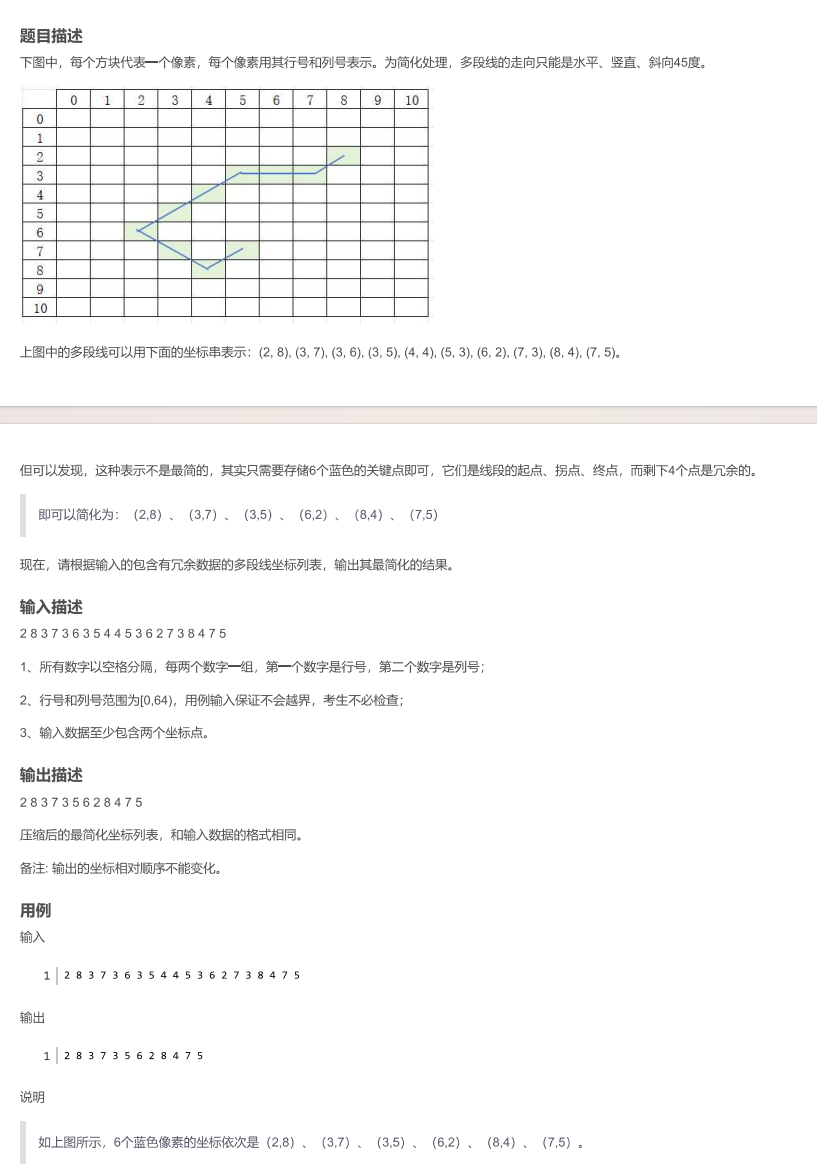 题目描述
下图中，每个方块代表一个像素，每个像素用其行号和列号表示。为简化处理，多段线的走向只能是水平、竖直、斜向45度。
0 1 2 3 4 5 6 7 8 9 10
0
1
2
3
4
5
6
7
8
9
10
上图中的多段线可以用下面的坐标串表示：(2, 8), (3, 7), (3, 6), (3, 5), (4, 4), (5, 3), (6, 2), (7, 3), (8, 4), (7, 5)。
但可以发现，这种表示不是最简的，其实只需要存储6个蓝色的关键点即可，它们是线段的起点、拐点、终点，而剩下4个点是冗余的。
即可以简化为：（2,8）、（3,7）、（3,5）、（6,2）、（8,4）、（7,5）
现在，请根据输入的包含有冗余数据的多段线坐标列表，输出其最简化的结果。
输入描述
2 8 3 7 3 6 3 5 4 4 5 3 6 2 7 3 8 4 7 5
1、所有数字以空格分隔，每两个数字一组，第一个数字是行号，第二个数字是列号；
2、行号和列号范围为[0,64)，用例输入保证不会越界，考生不必检查；
3、输入数据至少包含两个坐标点。
输出描述
2 8 3 7 3 5 6 2 8 4 7 5
压缩后的最简化坐标列表，和输入数据的格式相同。
备注: 输出的坐标相对顺序不能变化。
用例
输入
1 2 8 3 7 3 6 3 5 4 4 5 3 6 2 7 3 8 4 7 5
输出
1 2 8 3 7 3 5 6 2 8 4 7 5
说明
如上图所示，6个蓝色像素的坐标依次是（2,8）、（3,7）、（3,5）、（6,2）、（8,4）、（7,5）。